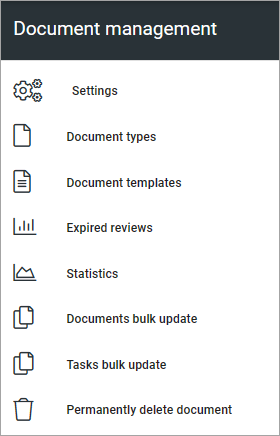 Document management
Settings
Document types
Document templates
Expired reviews
Statistics
Documents bulk update
Tasks bulk update
Permanently delete document